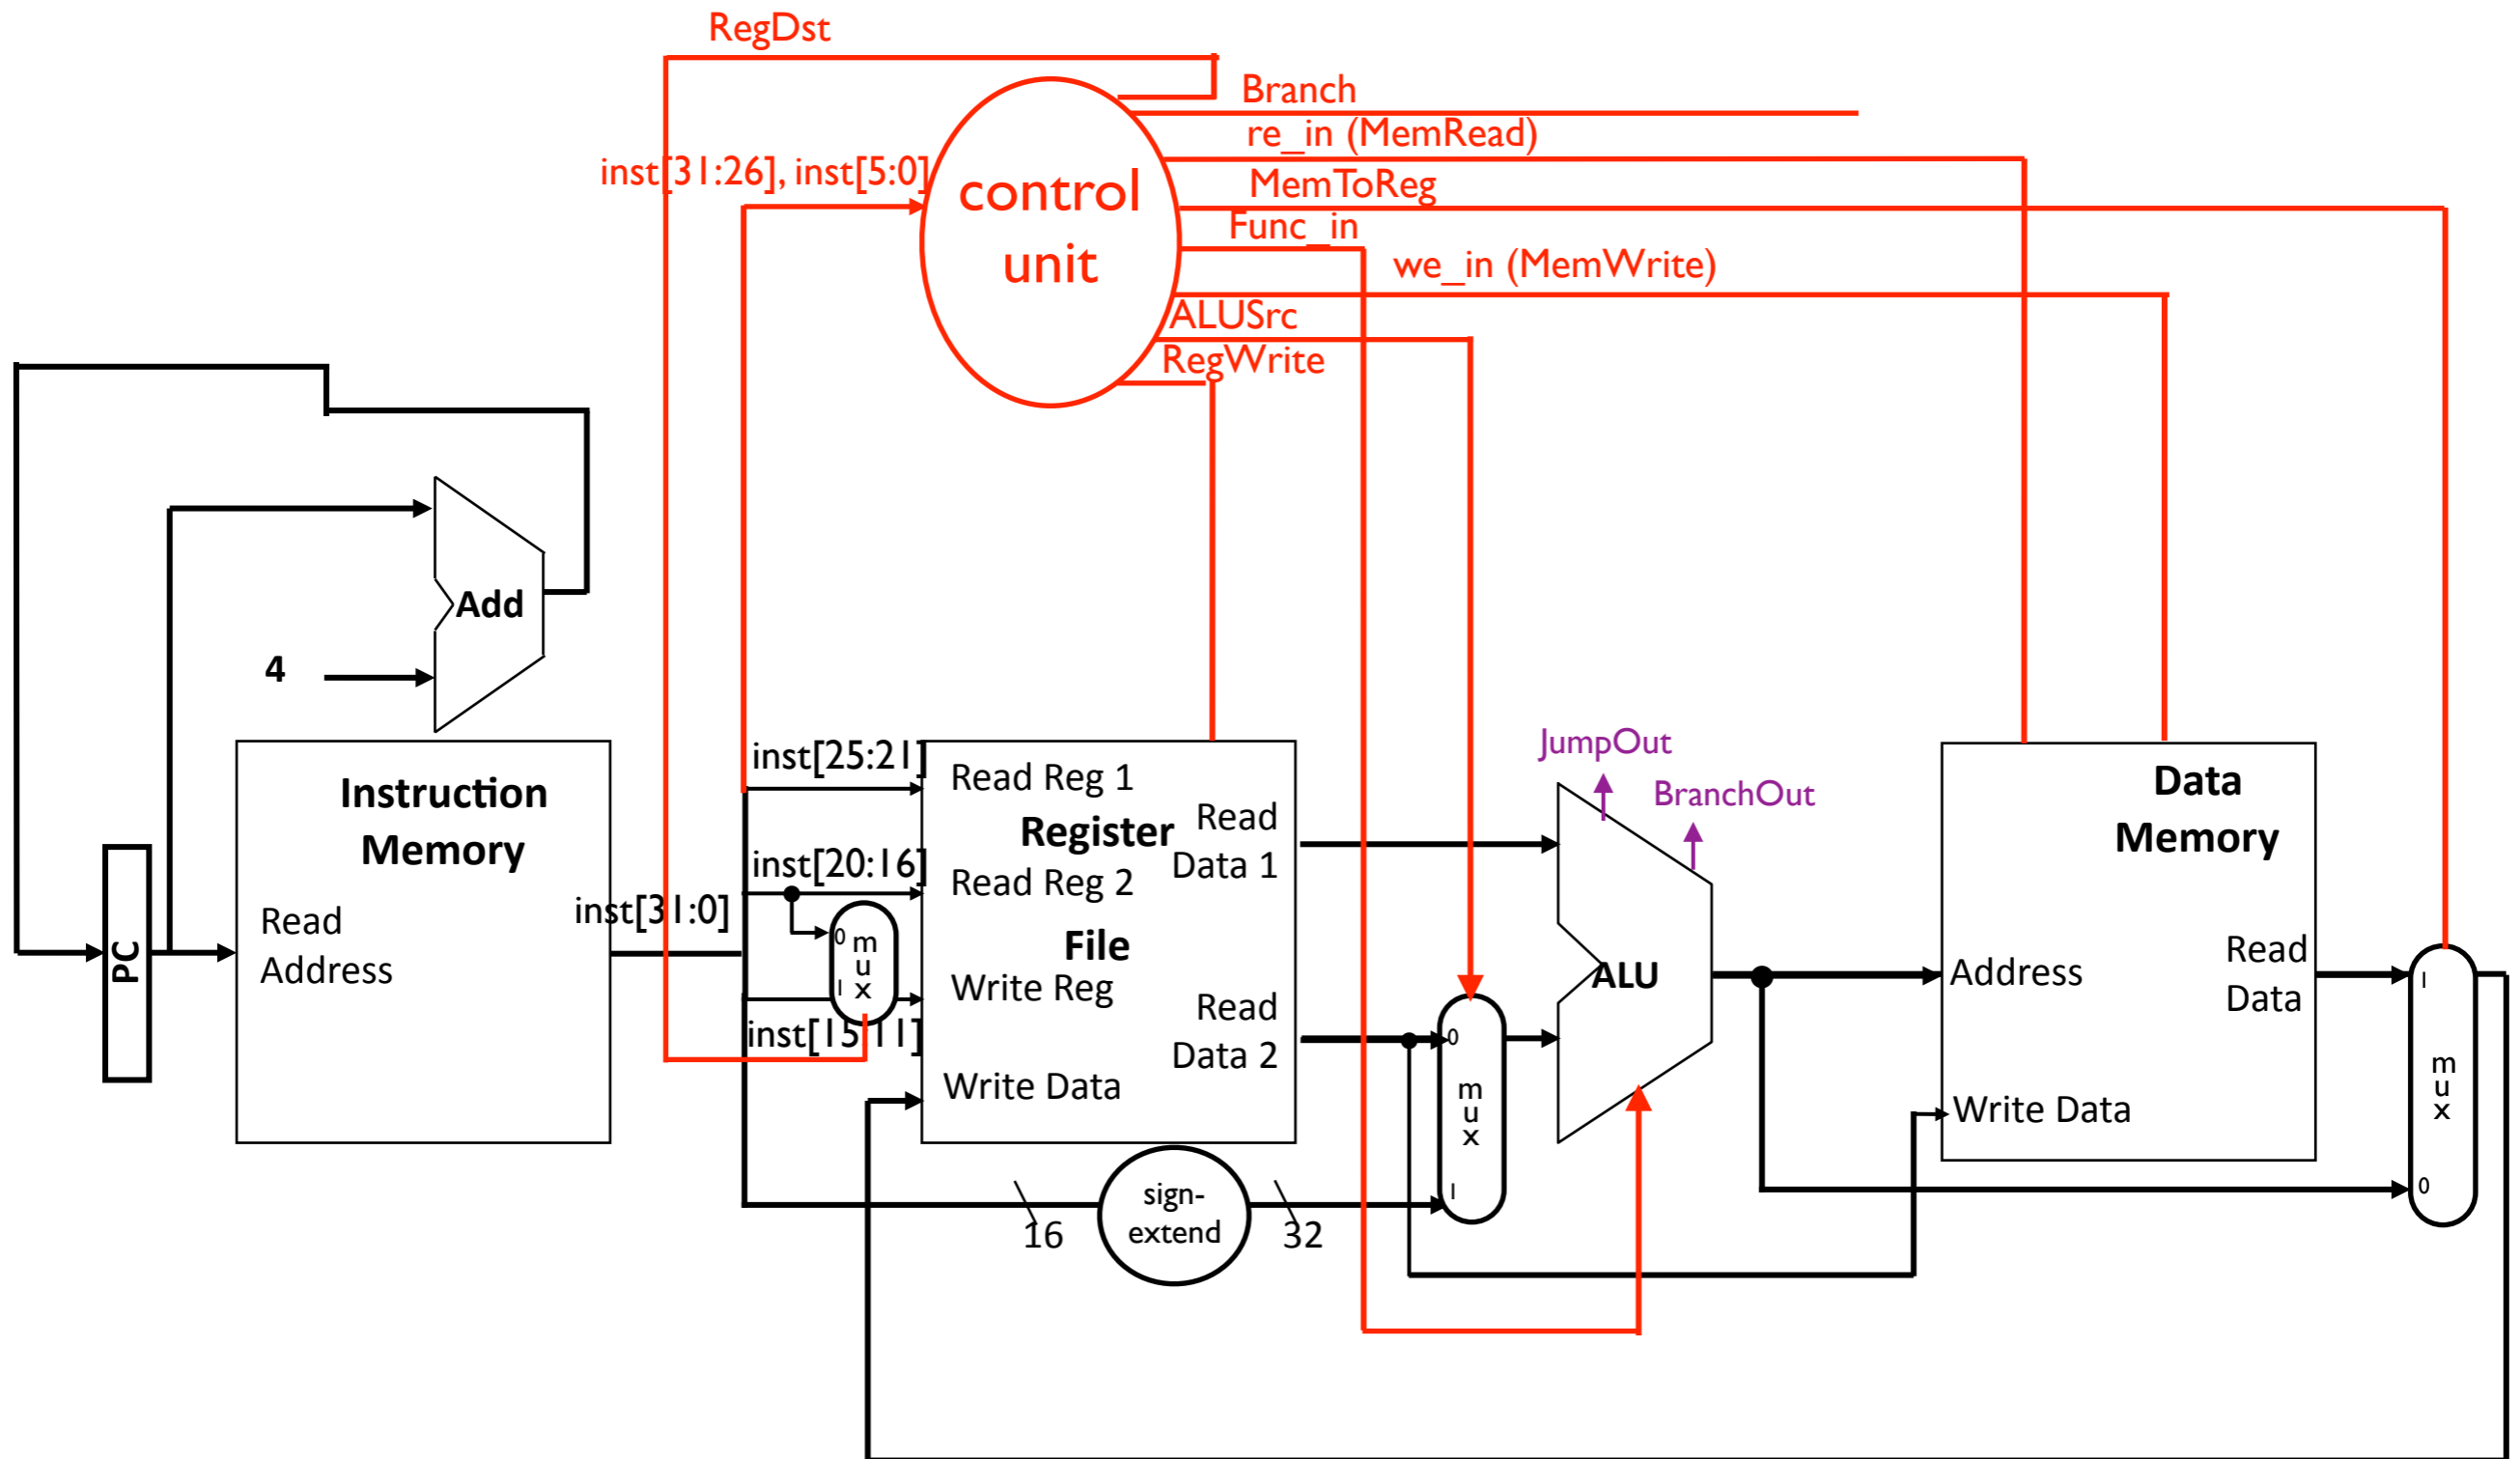 RegDst
Branch
re_in (MemRead)
inst[31:26], inst[5:0]
control
unit
MemToReg
Func_in
we_in (MemWrite)
ALUSrc
RegWrite
Add
4
Instruction
Memory
Read
Address
PC
inst[31:0]
inst[25:21]
inst[20:16]
inst[15:11]
0
1
m
u
x
Read Reg 1
Register
File
Read
Data 1
Read Reg 2
Write Reg
Read
Data 2
Write Data
sign-
extend
16
32
0
m
u
x
1
JumpOut
BranchOut
ALU
Data
Memory
Address
Read
Data
Write Data
1
m
u
x
0